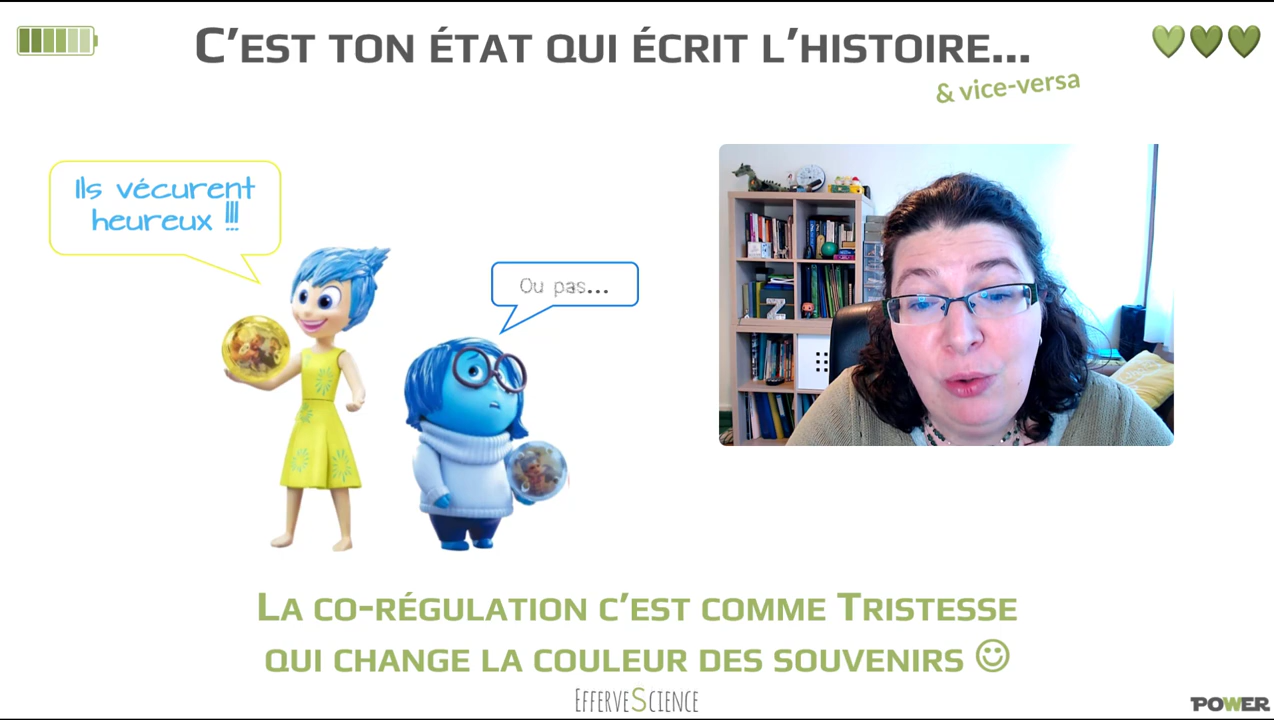 C'EST TON ÉTAT QUI ÉCRIT L'HISTOIRE...
& vice-versa
Ils vécurent
heureux !!!
Ou pas...
LA CO-RÉGULATION C'EST COMME TRISTESSE
QUI CHANGE LA COULEUR DES SOUVENIRS ☺
EFFERVESCIENCE
POWER